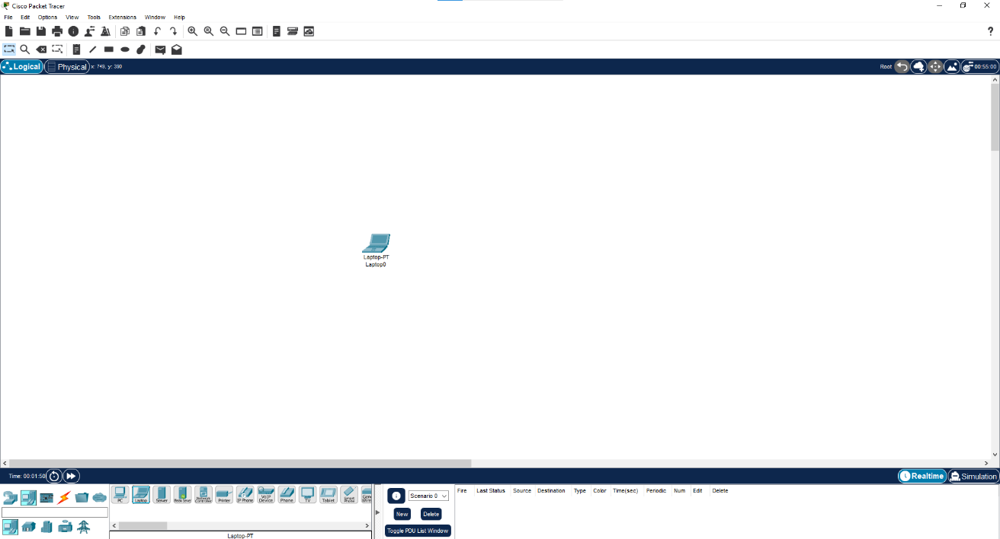 Cisco Packet Tracer
File Edit Options View Tools Extensions Window Help
?
Logical Physical x: 749, y: 390 Root 00:55:00
Laptop-PT
Laptop0
Time: 00:01:50 Realtime Simulation
PC Laptop Server Printer IP Phone VoIP Device Phone TV Tablet Smart Phone
Laptop-PT
Scenario 0
New Delete
Toggle PDU List Window
Fire Last Status Source Destination Type Color Time(sec) Periodic Num Edit Delete